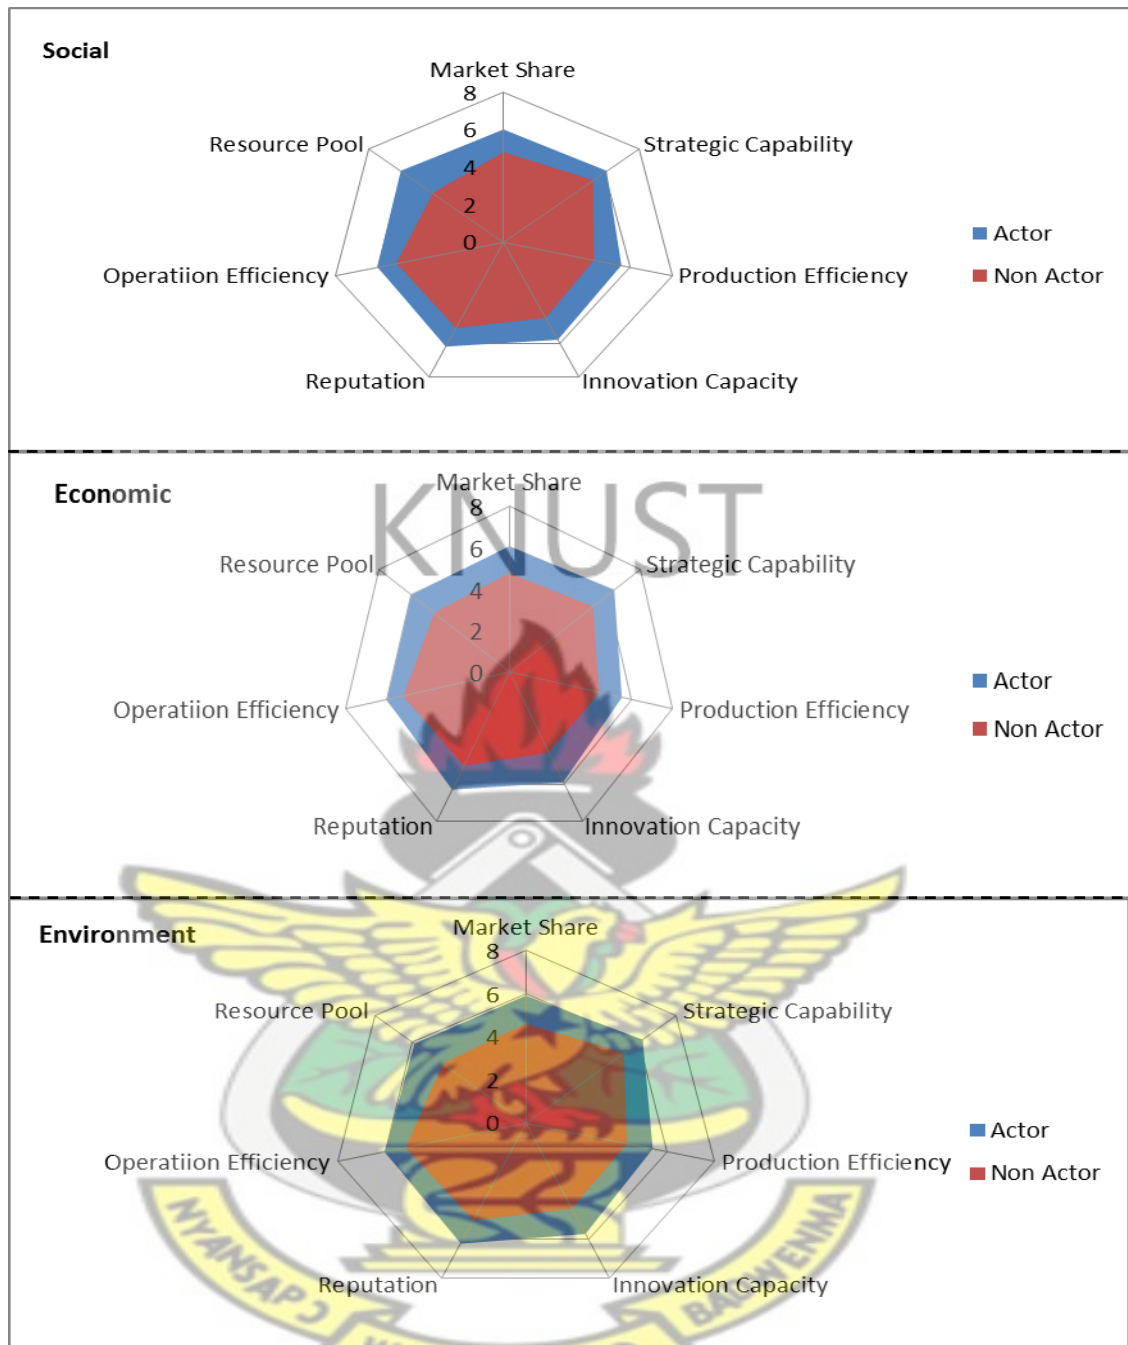 Social
Market Share
8
6
4
2
0
Resource Pool
Strategic Capability
Operatiion Efficiency
Production Efficiency
Reputation
Innovation Capacity
Actor
Non Actor
Economic
KNUST
Market Share
8
6
4
2
0
Resource Pool
Strategic Capability
Operatiion Efficiency
Production Efficiency
Reputation
Innovation Capacity
Actor
Non Actor
Environment
Market Share
8
6
4
2
0
Resource Pool
Strategic Capability
Operatiion Efficiency
Production Efficiency
Reputation
Innovation Capacity
Actor
Non Actor
NYANSAPƆ
BADWENMA